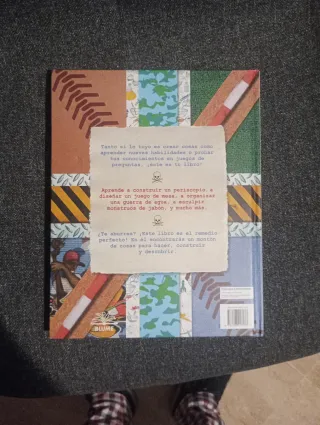 Tanto si lo tuyo es crear cosas como
aprender nuevas habilidades o probar
tus conocimientos en juegos de
preguntas, ¡este es tu libro!
Aprende a construir un periscopio, a
diseñar un juego de mesa, a organizar
una guerra de agua, a esculpir
monstruos de jabón, y mucho más.
¿Te aburres? ¡Este libro es el remedio
perfecto! En él encontrarás un montón
de cosas para hacer, construir
y descubrir.
BLUME